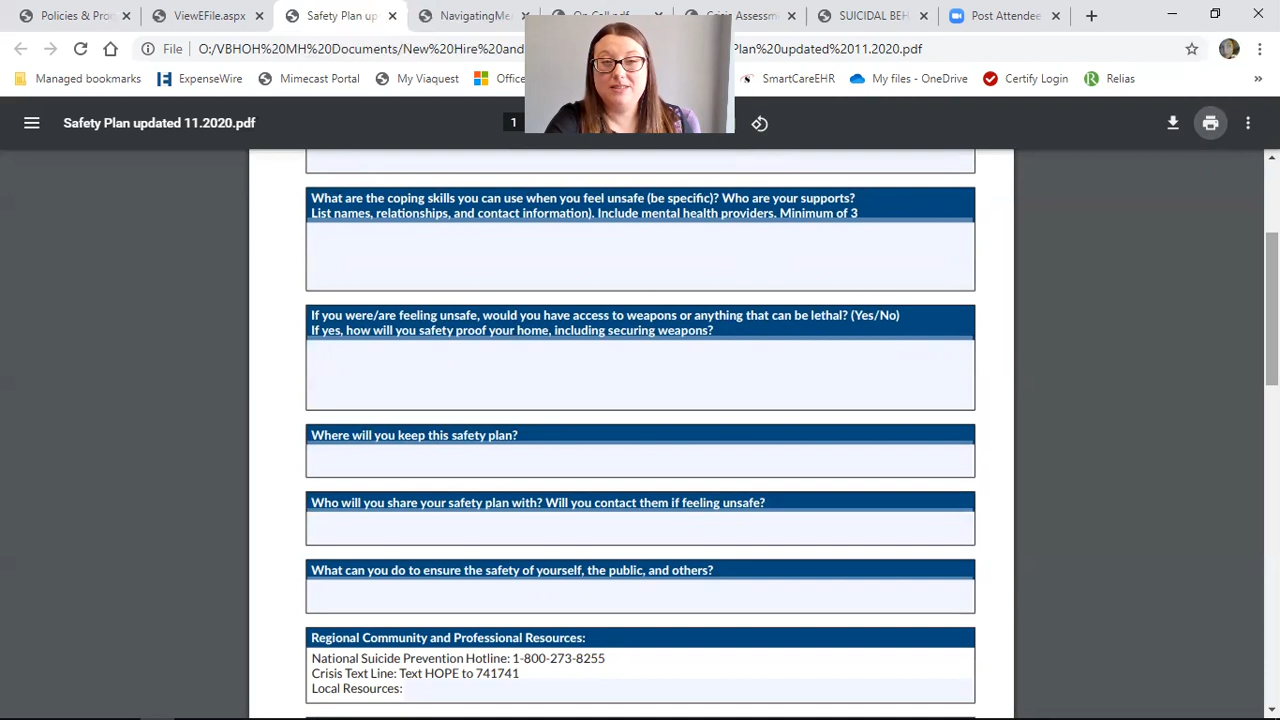 Policies & Pro
ViewEFile.aspx
Safety Plan up
NavigatingMe
On Call.pdf
Crisis Assessm
SUICIDAL BEH
Post Attendee
File
O:/VBHOH%20MH%20Documents/New%20Hire%20and
Plan%20updated%2011.2020.pdf
Managed bookmarks
ExpenseWire
Mimecast Portal
My Viaquest
Office
SmartCareEHR
My files - OneDrive
Certify Login
Relias
Safety Plan updated 11.2020.pdf
1
What are the coping skills you can use when you feel unsafe (be specific)? Who are your supports?
List names, relationships, and contact information). Include mental health providers. Minimum of 3
If you were/are feeling unsafe, would you have access to weapons or anything that can be lethal? (Yes/No)
If yes, how will you safety proof your home, including securing weapons?
Where will you keep this safety plan?
Who will you share your safety plan with? Will you contact them if feeling unsafe?
What can you do to ensure the safety of yourself, the public, and others?
Regional Community and Professional Resources:
National Suicide Prevention Hotline: 1-800-273-8255
Crisis Text Line: Text HOPE to 741741
Local Resources: